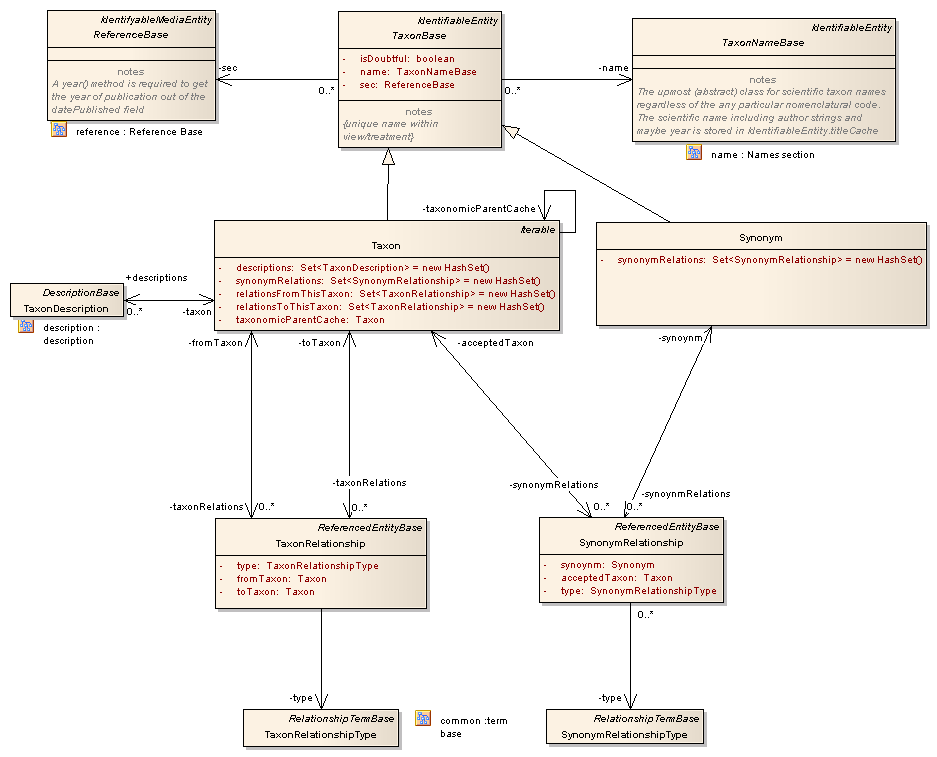 IdentifyableMediaEntity
ReferenceBase
notes
A year() method is required to get
the year of publication out of the
datePublished field
reference : Reference Base
IdentifiableEntity
TaxonBase
- isDoubtful: boolean
- name: TaxonNameBase
- sec: ReferenceBase
notes
{unique name within
view/treatment}
IdentifiableEntity
TaxonNameBase
notes
The upmost (abstract) class for scientific taxon names
regardless of the any particular nomenclatural code.
The scientific name including author strings and
maybe year is stored in IdentifiableEntity.titleCache
name : Names section
-sec
0..*
0..*
-name
-taxonomicParentCache
Iterable
Taxon
- descriptions: Set<TaxonDescription> = new HashSet()
- synonymRelations: Set<SynonymRelationship> = new HashSet()
- relationsFromThisTaxon: Set<TaxonRelationship> = new HashSet()
- relationsToThisTaxon: Set<TaxonRelationship> = new HashSet()
- taxonomicParentCache: Taxon
Synonym
- synonymRelations: Set<SynonymRelationship> = new HashSet()
+descriptions
0..*
-taxon
DescriptionBase
TaxonDescription
description :
description
-fromTaxon
-toTaxon
-acceptedTaxon
-synoynm
-taxonRelations
0..*
-taxonRelations
0..*
-synonymRelations
0..*
-synoynmRelations
0..*
ReferencedEntityBase
TaxonRelationship
- type: TaxonRelationshipType
- fromTaxon: Taxon
- toTaxon: Taxon
ReferencedEntityBase
SynonymRelationship
- synoynm: Synonym
- acceptedTaxon: Taxon
- type: SynonymRelationshipType
0..*
-type
-type
RelationshipTermBase
TaxonRelationshipType
common :term
base
RelationshipTermBase
SynonymRelationshipType